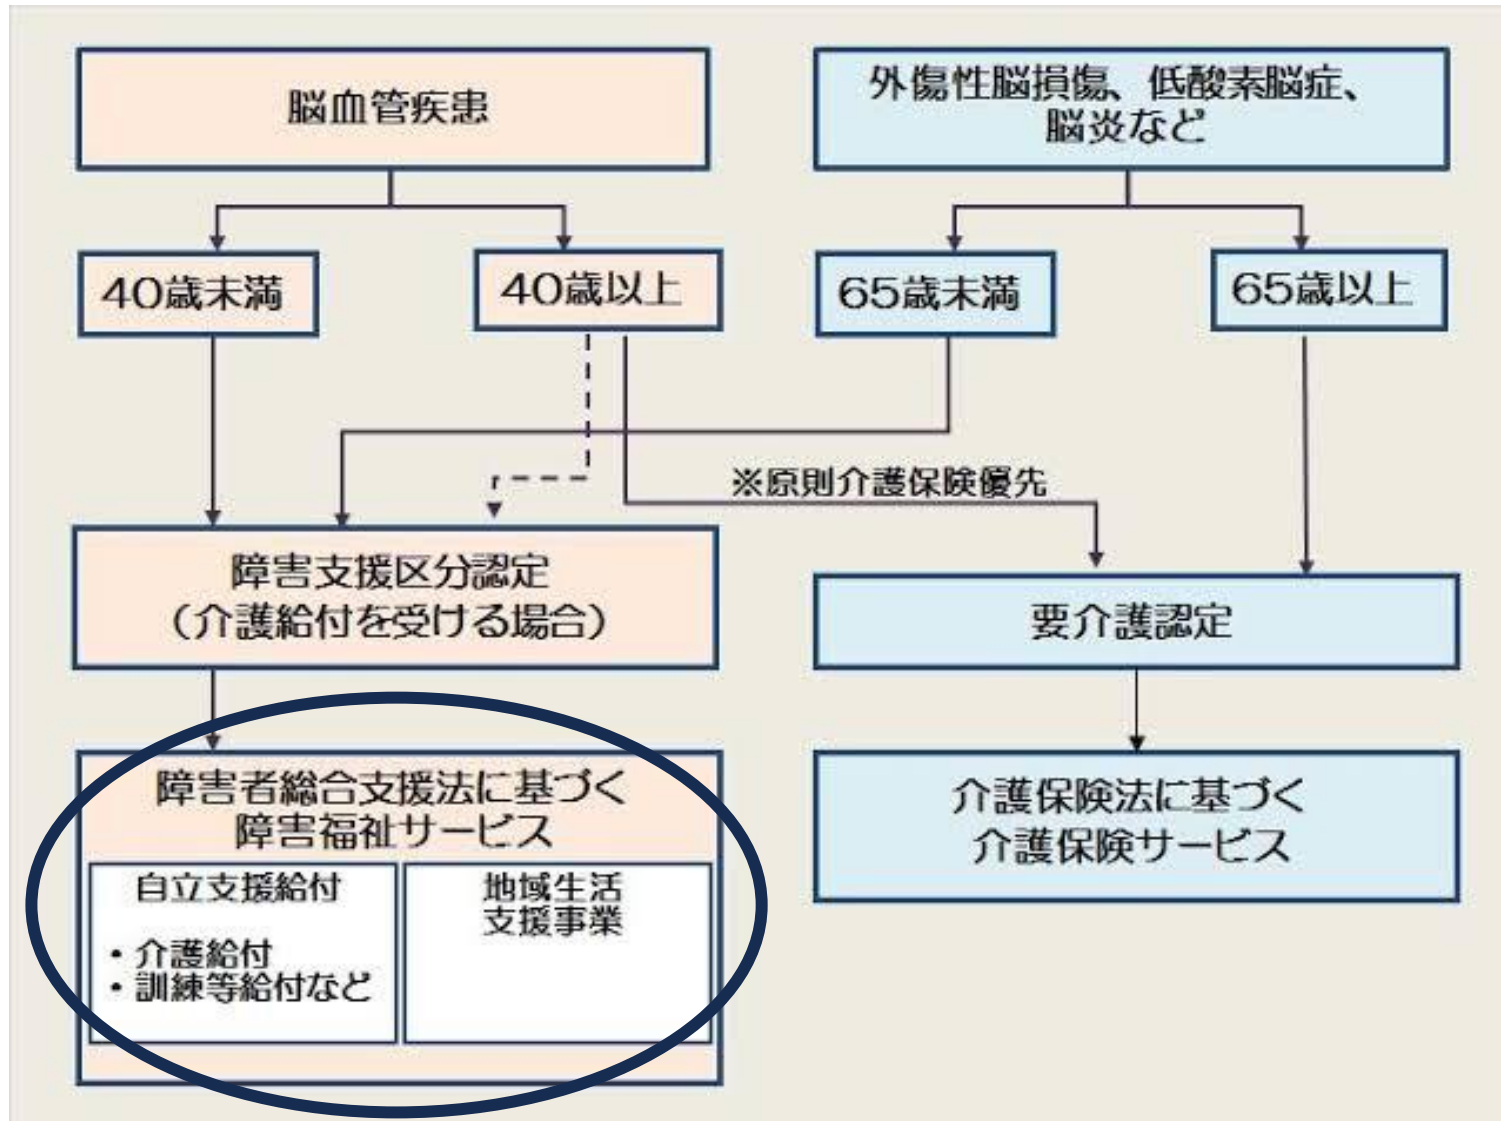 脳血管疾患
外傷性脳損傷、低酸素脳症、
脳炎など
40歳未満
40歳以上
65歳未満
65歳以上
※原則介護保険優先
障害支援区分認定
（介護給付を受ける場合）
要介護認定
障害者総合支援法に基づく
障害福祉サービス
自立支援給付
・介護給付
・訓練等給付など
地域生活
支援事業
介護保険法に基づく
介護保険サービス